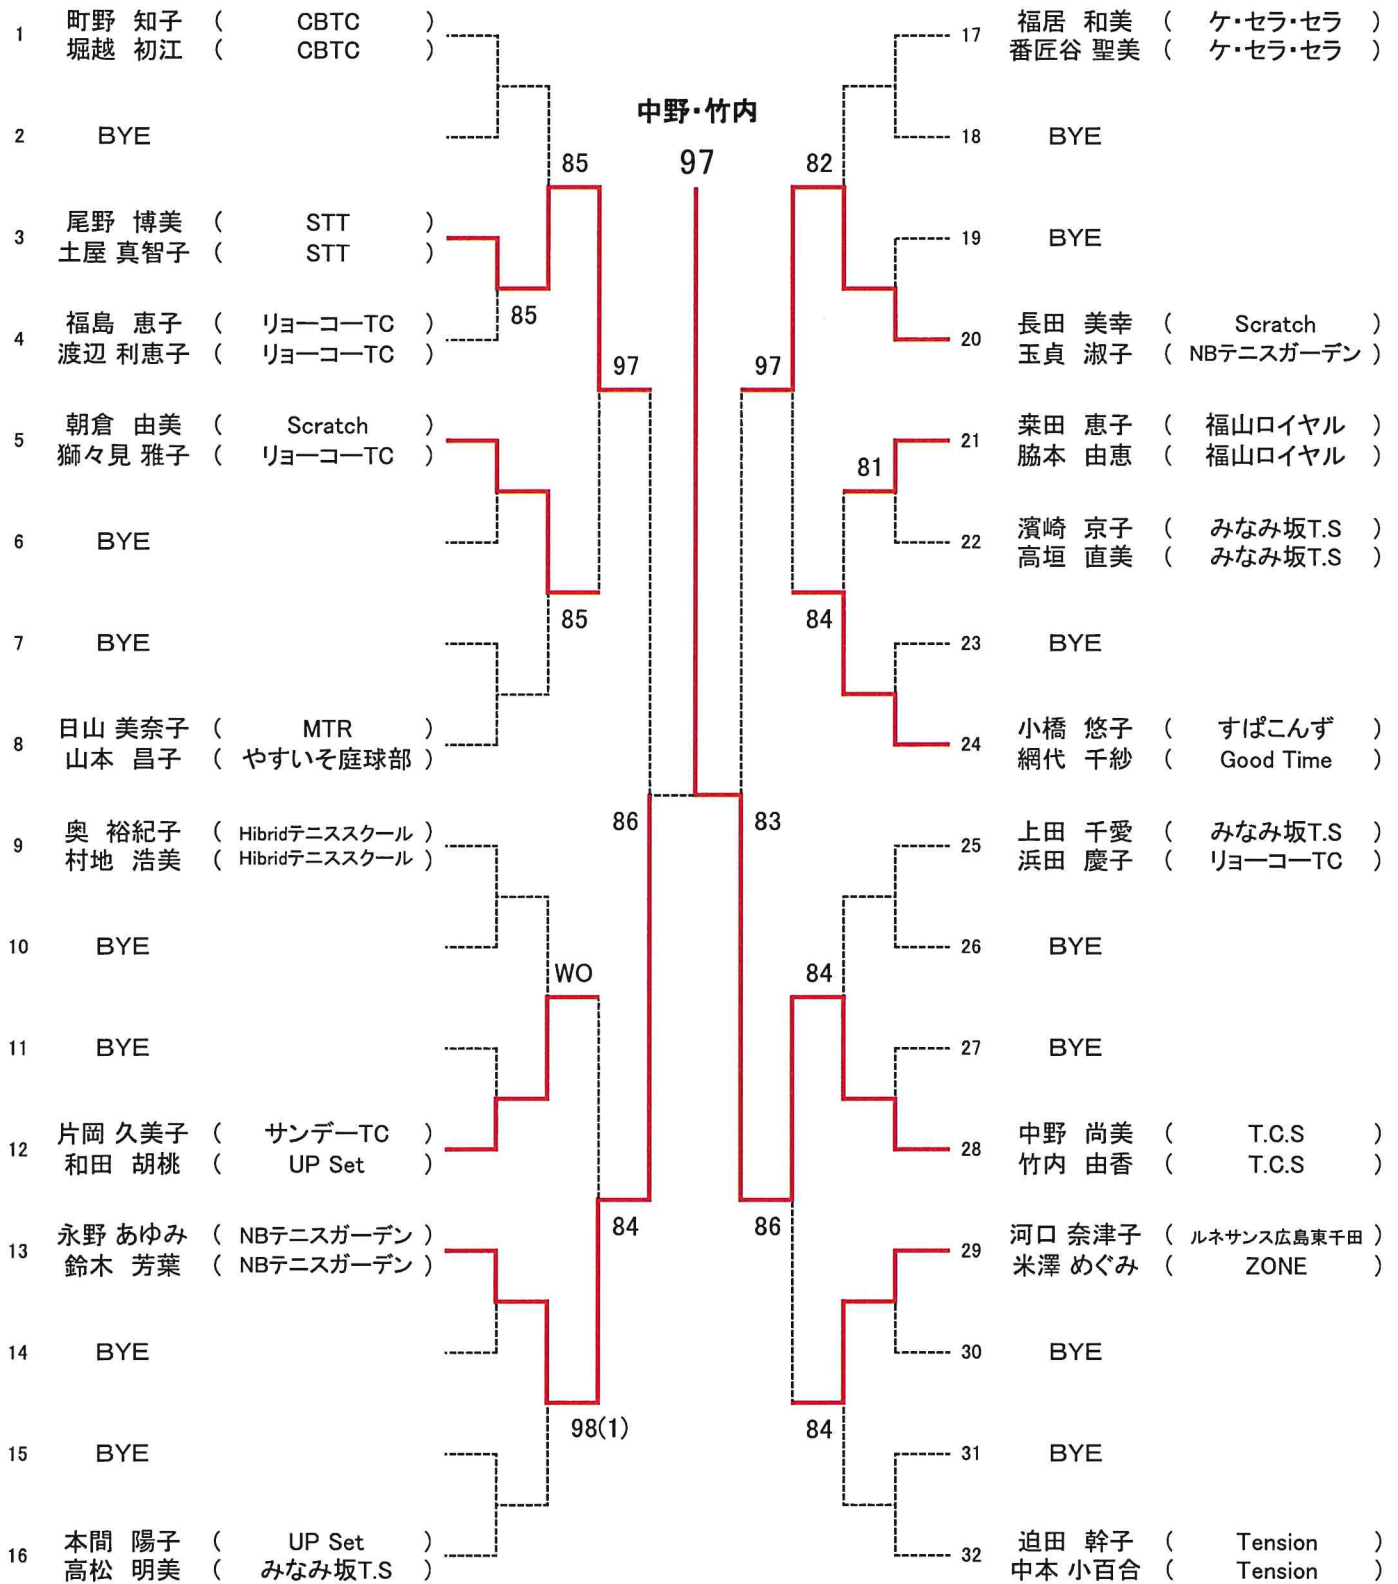 1 町野 知子 ( CBTC )
堀越 初江 ( CBTC )
2 BYE
3 尾野 博美 ( STT )
土屋 真智子 ( STT )
85
4 福島 恵子 ( リョーコーTC )
渡辺 利恵子 ( リョーコーTC )
85
97
5 朝倉 由美 ( Scratch )
獅々見 雅子 ( リョーコーTC )
6 BYE
85
7 BYE
8 日山 美奈子 ( MTR )
山本 昌子 ( やすいそ庭球部 )
86
9 奥 裕紀子 ( Hibridテニススクール )
村地 浩美 ( Hibridテニススクール )
10 BYE
WO
11 BYE
12 片岡 久美子 ( サンデーTC )
和田 胡桃 ( UP Set )
84
13 永野 あゆみ ( NBテニスガーデン )
鈴木 芳葉 ( NBテニスガーデン )
14 BYE
98(1)
15 BYE
16 本間 陽子 ( UP Set )
高松 明美 ( みなみ坂T.S )
中野・竹内
97
17 福居 和美 ( ケ・セラ・セラ )
番匠谷 聖美 ( ケ・セラ・セラ )
18 BYE
82
19 BYE
20 長田 美幸 ( Scratch )
玉貞 淑子 ( NBテニスガーデン )
97
21 桒田 恵子 ( 福山ロイヤル )
脇本 由恵 ( 福山ロイヤル )
81
22 濱崎 京子 ( みなみ坂T.S )
高垣 直美 ( みなみ坂T.S )
84
23 BYE
24 小橋 悠子 ( すぱこんず )
網代 千紗 ( Good Time )
83
25 上田 千愛 ( みなみ坂T.S )
浜田 慶子 ( リョーコーTC )
26 BYE
84
27 BYE
28 中野 尚美 ( T.C.S )
竹内 由香 ( T.C.S )
86
29 河口 奈津子 ( ルネサンス広島東千田 )
米澤 めぐみ ( ZONE )
30 BYE
84
31 BYE
32 迫田 幹子 ( Tension )
中本 小百合 ( Tension )